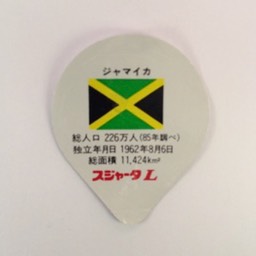 ジャマイカ
総人口 226万人(85年調べ)
独立年月日 1962年8月6日
総面積 11,424km²
スジャータ L